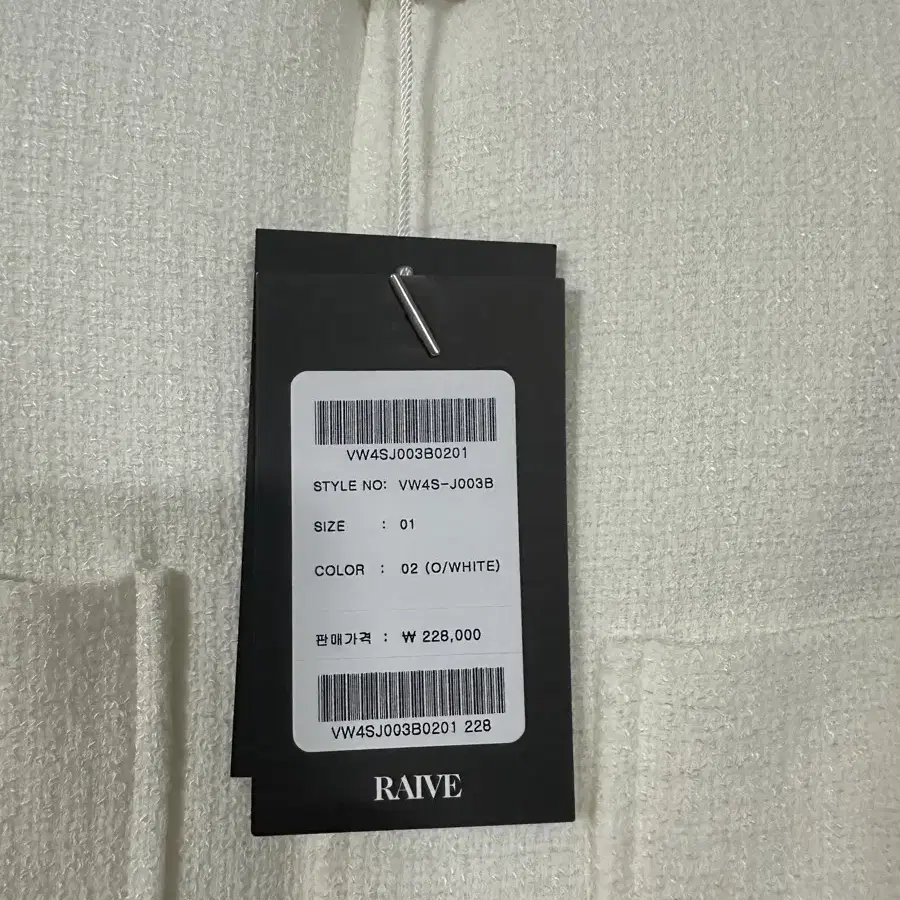 VW4SJ003B0201
STYLE NO: VW4S-J003B
SIZE : 01
COLOR : 02 (O/WHITE)
판매가격 : ₩ 228,000
VW4SJ003B0201 228
RAIVE